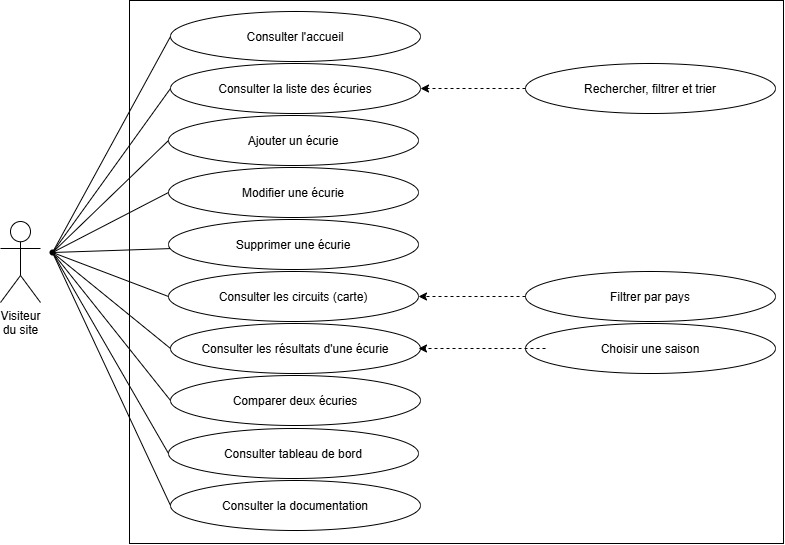 Consulter l'accueil
Consulter la liste des écuries
Rechercher, filtrer et trier
Ajouter un écurie
Modifier une écurie
Supprimer une écurie
Visiteur
du site
Consulter les circuits (carte)
Filtrer par pays
Consulter les résultats d'une écurie
Choisir une saison
Comparer deux écuries
Consulter tableau de bord
Consulter la documentation